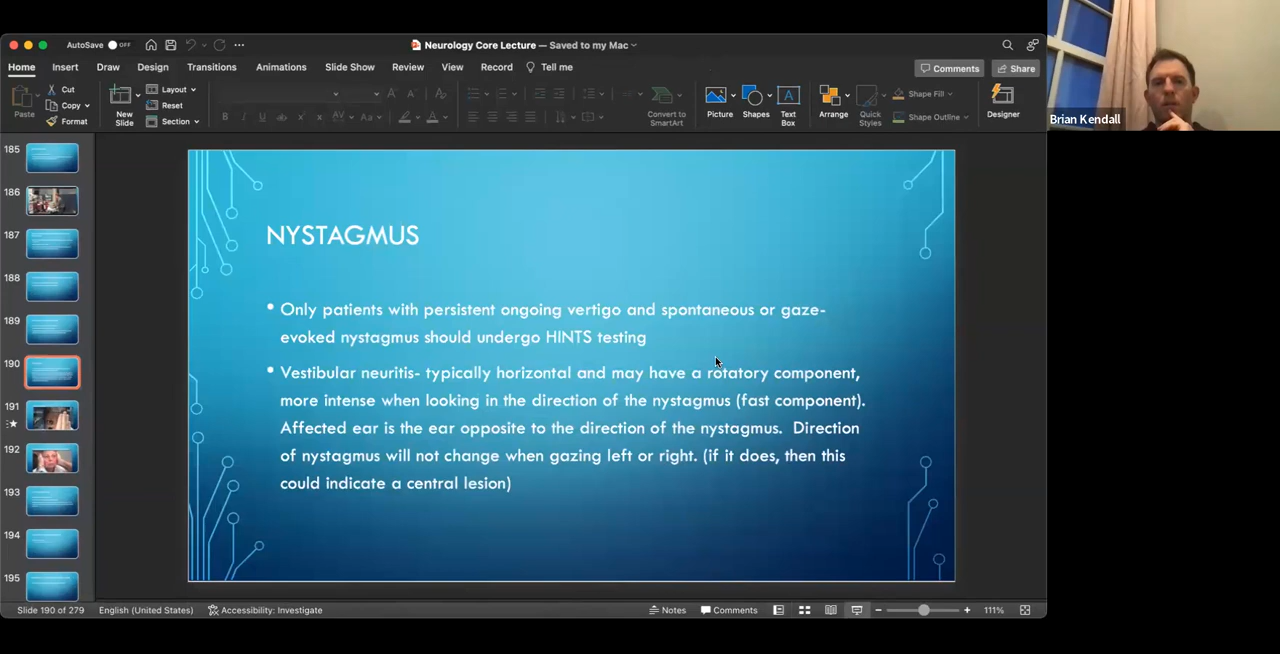 AutoSave OFF
Neurology Core Lecture — Saved to my Mac
Home Insert Draw Design Transitions Animations Slide Show Review View Record Tell me Comments Share
Paste
Cut
Copy
Format
New Slide
Layout
Reset
Section
B I U ab x x AV Aa A
Convert to SmartArt
Picture
Shapes
Text Box
Arrange
Quick Styles
Shape Fill
Shape Outline
Designer
Brian Kendall
185
186
187
188
189
190
191
192
193
194
195
NYSTAGMUS
• Only patients with persistent ongoing vertigo and spontaneous or gaze-
evoked nystagmus should undergo HINTS testing
• Vestibular neuritis- typically horizontal and may have a rotatory component,
more intense when looking in the direction of the nystagmus (fast component).
Affected ear is the ear opposite to the direction of the nystagmus. Direction
of nystagmus will not change when gazing left or right. (if it does, then this
could indicate a central lesion)
Slide 190 of 279 English (United States) Accessibility: Investigate Notes Comments 111%